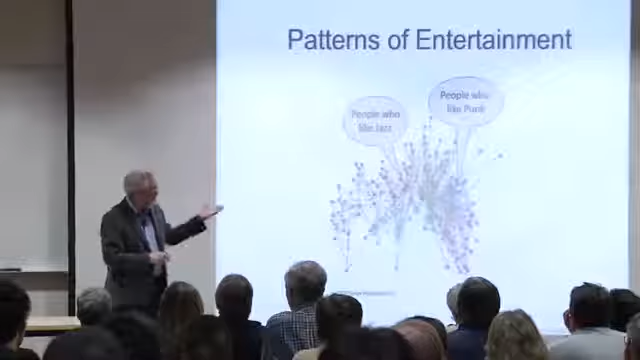 Patterns of Entertainment
People who
like Jazz
People who
like Punk